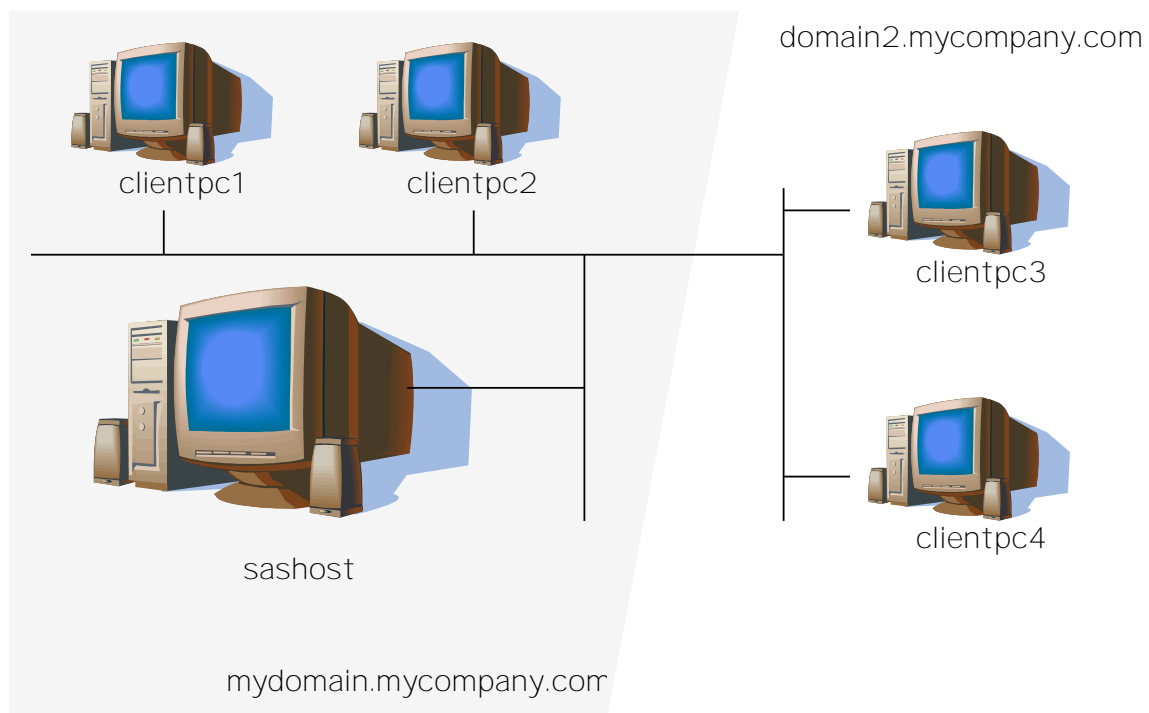 domain2.mycompany.com
clientpc1
clientpc2
clientpc3
clientpc4
sashost
mydomain.mycompany.com